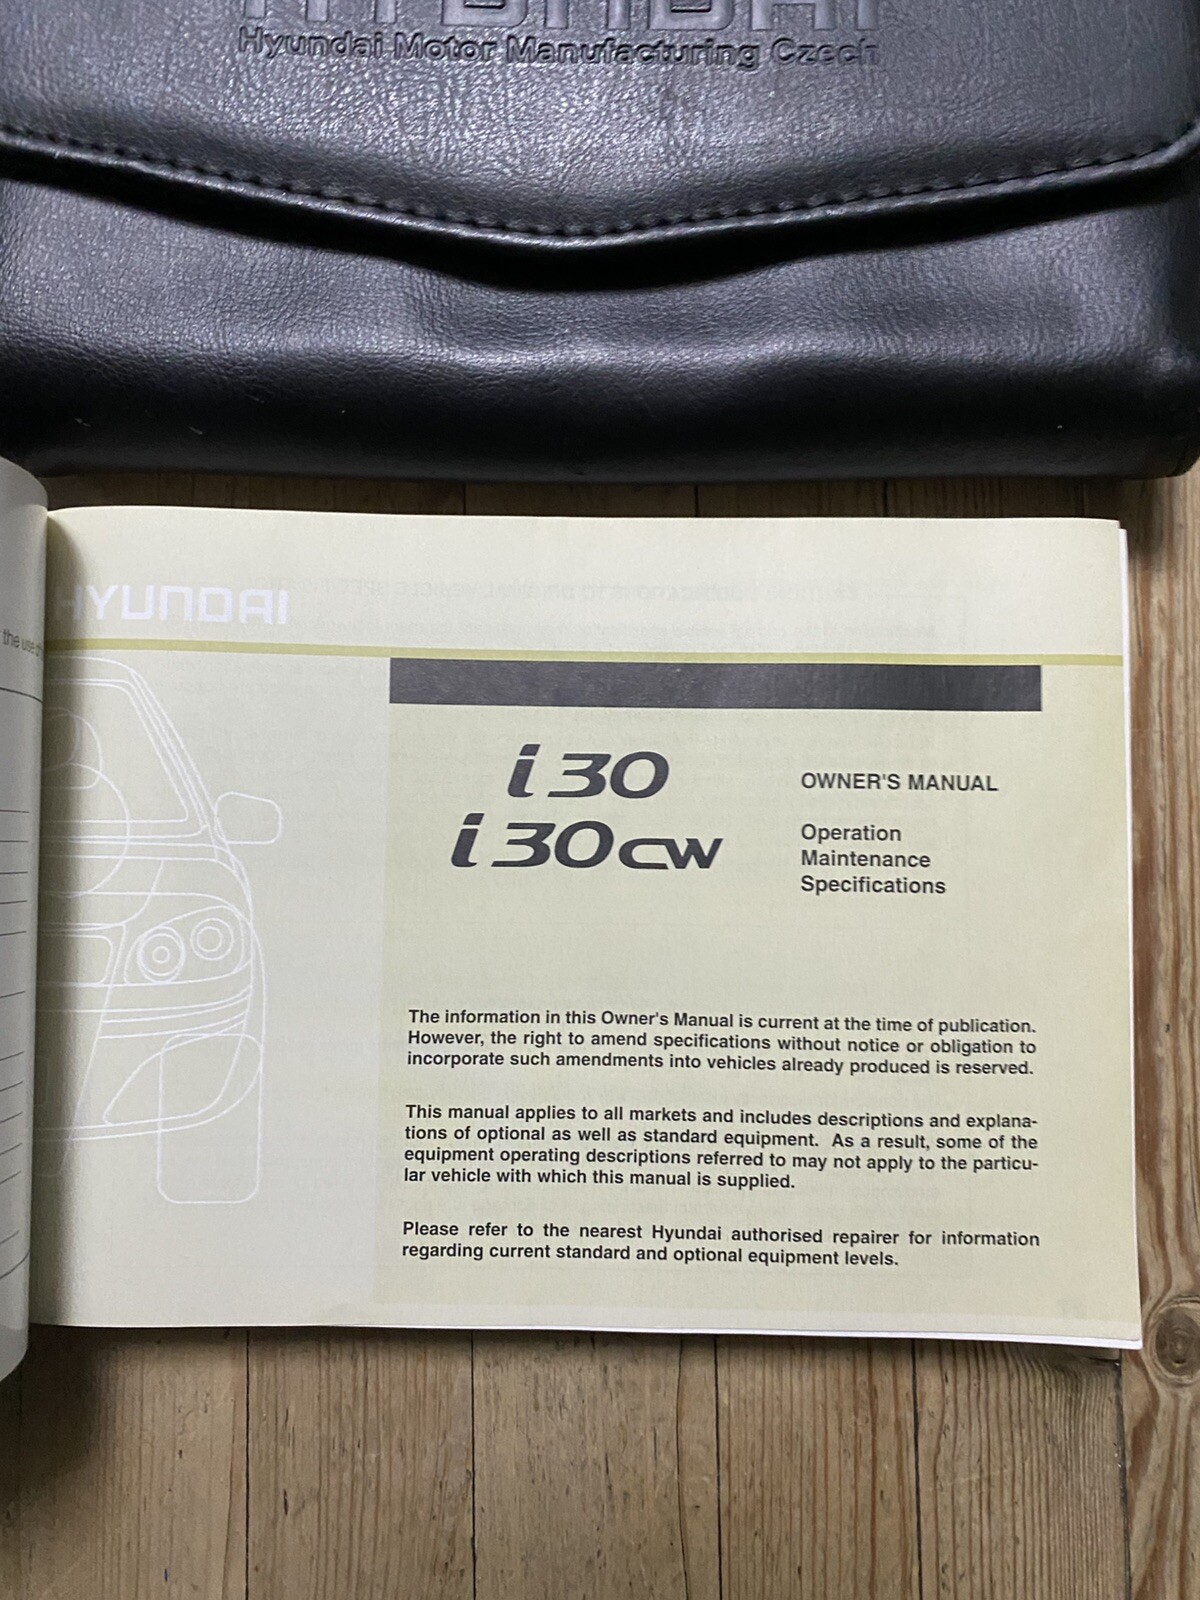 HYUNDAI
Hyundai Motor Manufacturing Czech
HYUNDAI
the use
i30
i30cw
OWNER'S MANUAL
Operation
Maintenance
Specifications
The information in this Owner's Manual is current at the time of publication.
However, the right to amend specifications without notice or obligation to
incorporate such amendments into vehicles already produced is reserved.
This manual applies to all markets and includes descriptions and explana-
tions of optional as well as standard equipment. As a result, some of the
equipment operating descriptions referred to may not apply to the particu-
lar vehicle with which this manual is supplied.
Please refer to the nearest Hyundai authorised repairer for information
regarding current standard and optional equipment levels.